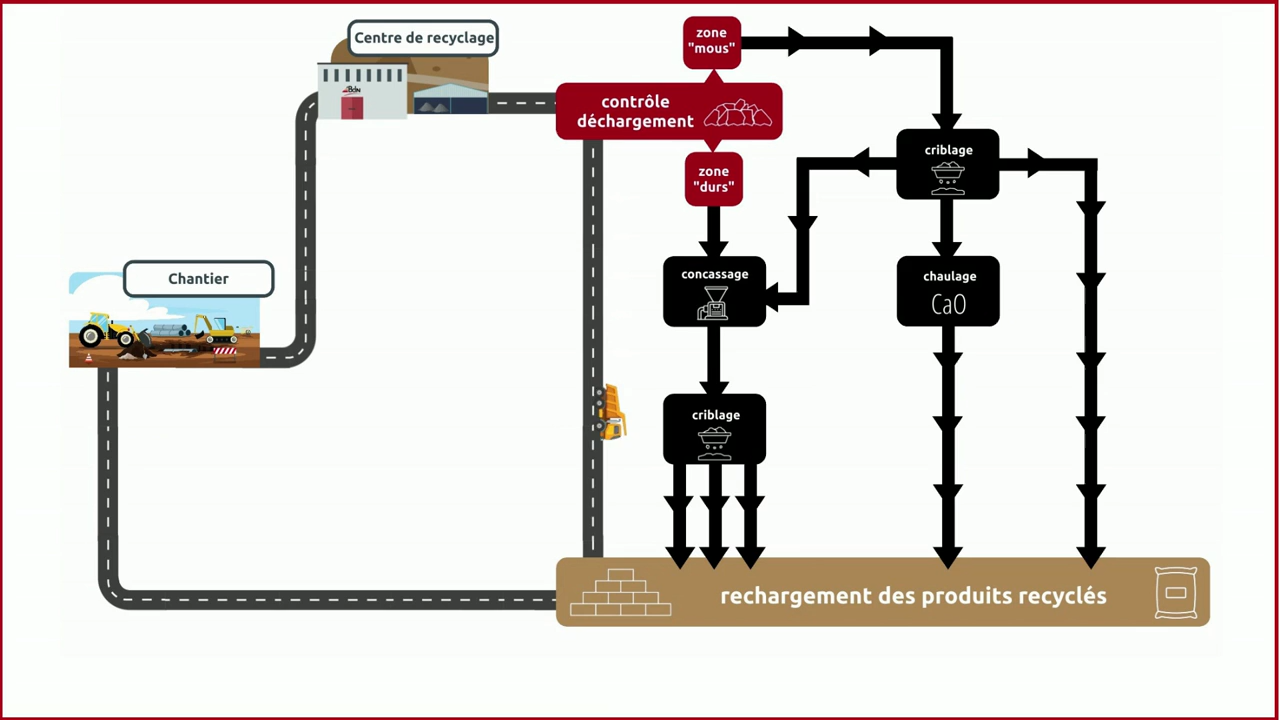 Centre de recyclage
zone
"mous"
contrôle
déchargement
criblage
zone
"durs"
Chantier
concassage
chaulage
CaO
criblage
rechargement des produits recyclés